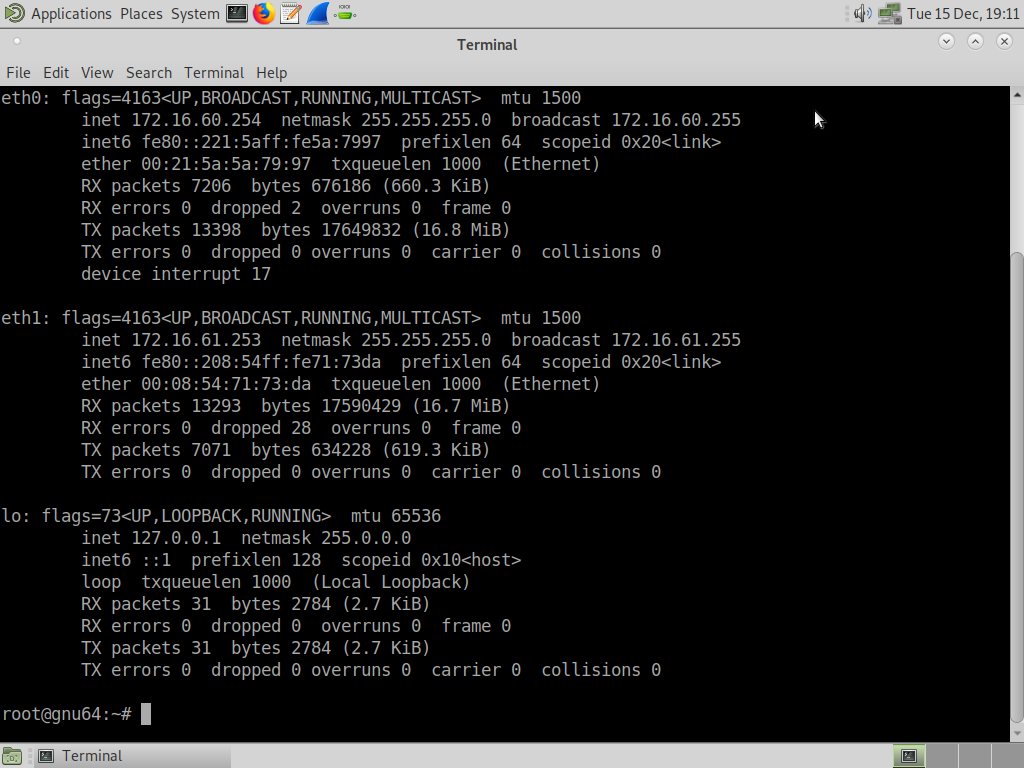 Applications Places System Tue 15 Dec, 19:11
Terminal
File Edit View Search Terminal Help
eth0: flags=4163<UP,BROADCAST,RUNNING,MULTICAST>  mtu 1500
        inet 172.16.60.254  netmask 255.255.255.0  broadcast 172.16.60.255
        inet6 fe80::221:5aff:fe5a:7997  prefixlen 64  scopeid 0x20<link>
        ether 00:21:5a:5a:79:97  txqueuelen 1000  (Ethernet)
        RX packets 7206  bytes 676186 (660.3 KiB)
        RX errors 0  dropped 2  overruns 0  frame 0
        TX packets 13398  bytes 17649832 (16.8 MiB)
        TX errors 0  dropped 0 overruns 0  carrier 0  collisions 0
        device interrupt 17
eth1: flags=4163<UP,BROADCAST,RUNNING,MULTICAST>  mtu 1500
        inet 172.16.61.253  netmask 255.255.255.0  broadcast 172.16.61.255
        inet6 fe80::208:54ff:fe71:73da  prefixlen 64  scopeid 0x20<link>
        ether 00:08:54:71:73:da  txqueuelen 1000  (Ethernet)
        RX packets 13293  bytes 17590429 (16.7 MiB)
        RX errors 0  dropped 28  overruns 0  frame 0
        TX packets 7071  bytes 634228 (619.3 KiB)
        TX errors 0  dropped 0 overruns 0  carrier 0  collisions 0
lo: flags=73<UP,LOOPBACK,RUNNING>  mtu 65536
        inet 127.0.0.1  netmask 255.0.0.0
        inet6 ::1  prefixlen 128  scopeid 0x10<host>
        loop  txqueuelen 1000  (Local Loopback)
        RX packets 31  bytes 2784 (2.7 KiB)
        RX errors 0  dropped 0  overruns 0  frame 0
        TX packets 31  bytes 2784 (2.7 KiB)
        TX errors 0  dropped 0 overruns 0  carrier 0  collisions 0
root@gnu64:~#
Terminal